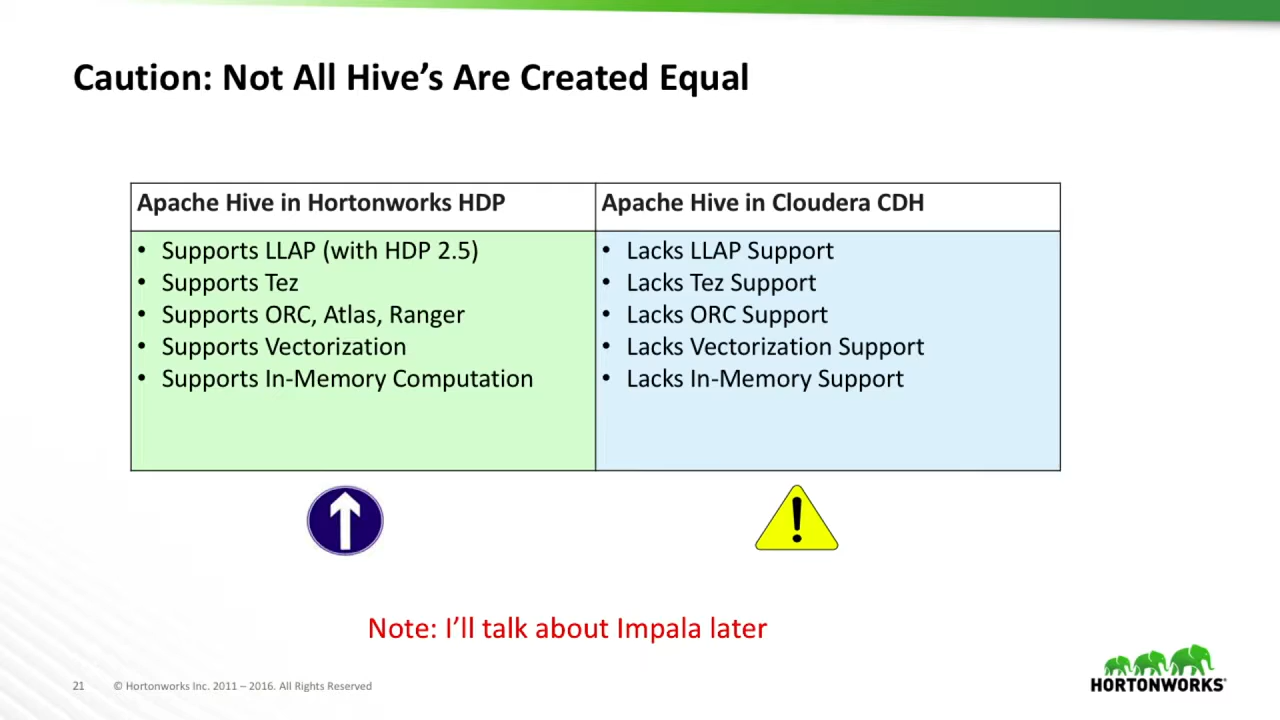 Caution: Not All Hive’s Are Created Equal
Apache Hive in Hortonworks HDP
• Supports LLAP (with HDP 2.5)
• Supports Tez
• Supports ORC, Atlas, Ranger
• Supports Vectorization
• Supports In-Memory Computation
Apache Hive in Cloudera CDH
• Lacks LLAP Support
• Lacks Tez Support
• Lacks ORC Support
• Lacks Vectorization Support
• Lacks In-Memory Support
Note: I’ll talk about Impala later
21 © Hortonworks Inc. 2011 – 2016. All Rights Reserved
HORTONWORKS